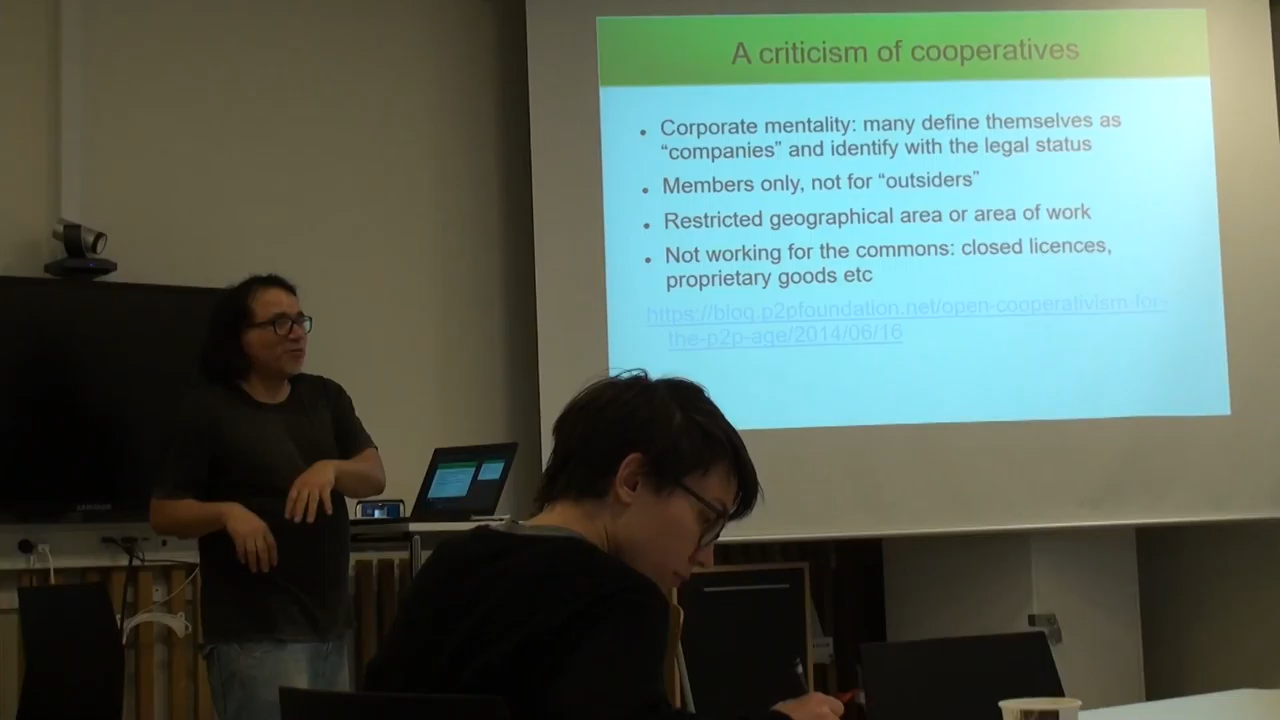 A criticism of cooperatives
• Corporate mentality: many define themselves as
“companies” and identify with the legal status
• Members only, not for “outsiders”
• Restricted geographical area or area of work
• Not working for the commons: closed licences,
proprietary goods etc
https://blog.p2pfoundation.net/open-cooperativism-for-
the-p2p-age/2014/06/16
SAMSUNG